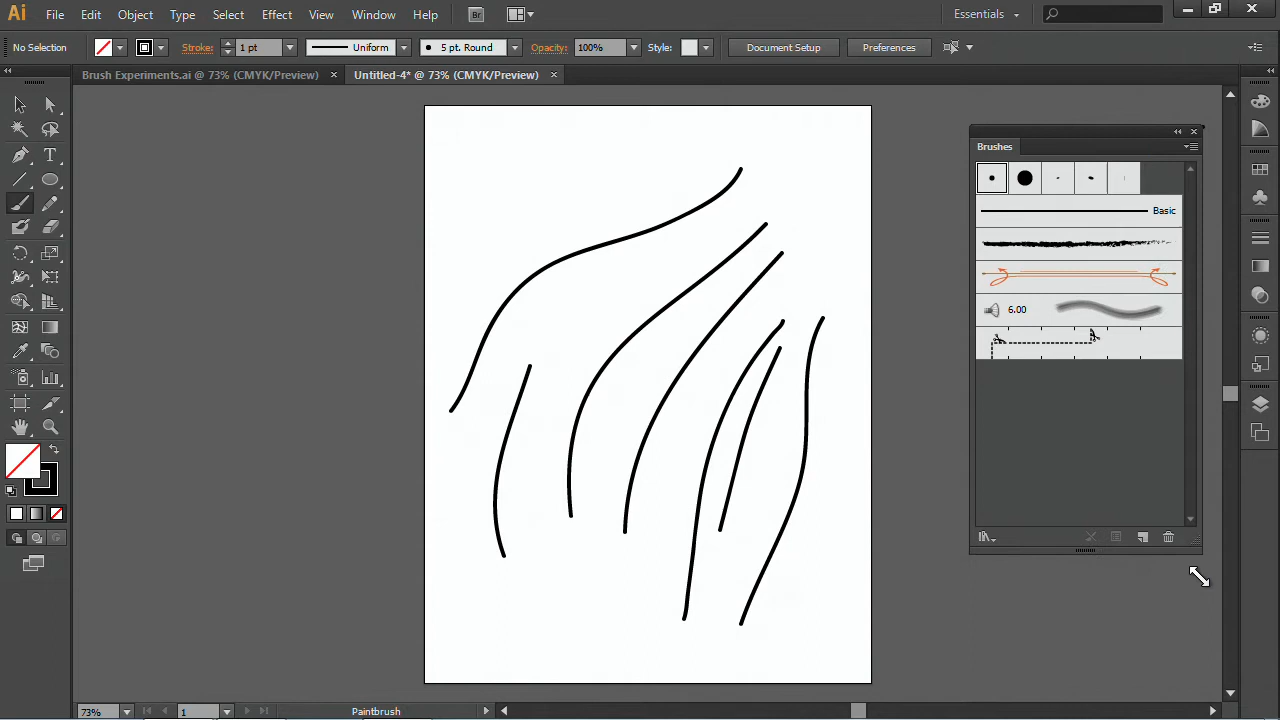 Ai File Edit Object Type Select Effect View Window Help Br Essentials
No Selection Stroke: 1 pt Uniform 5 pt. Round Opacity: 100% Style: Document Setup Preferences
Brush Experiments.ai @ 73% (CMYK/Preview) Untitled-4* @ 73% (CMYK/Preview)
Brushes
Basic
6.00
73% 1 Paintbrush